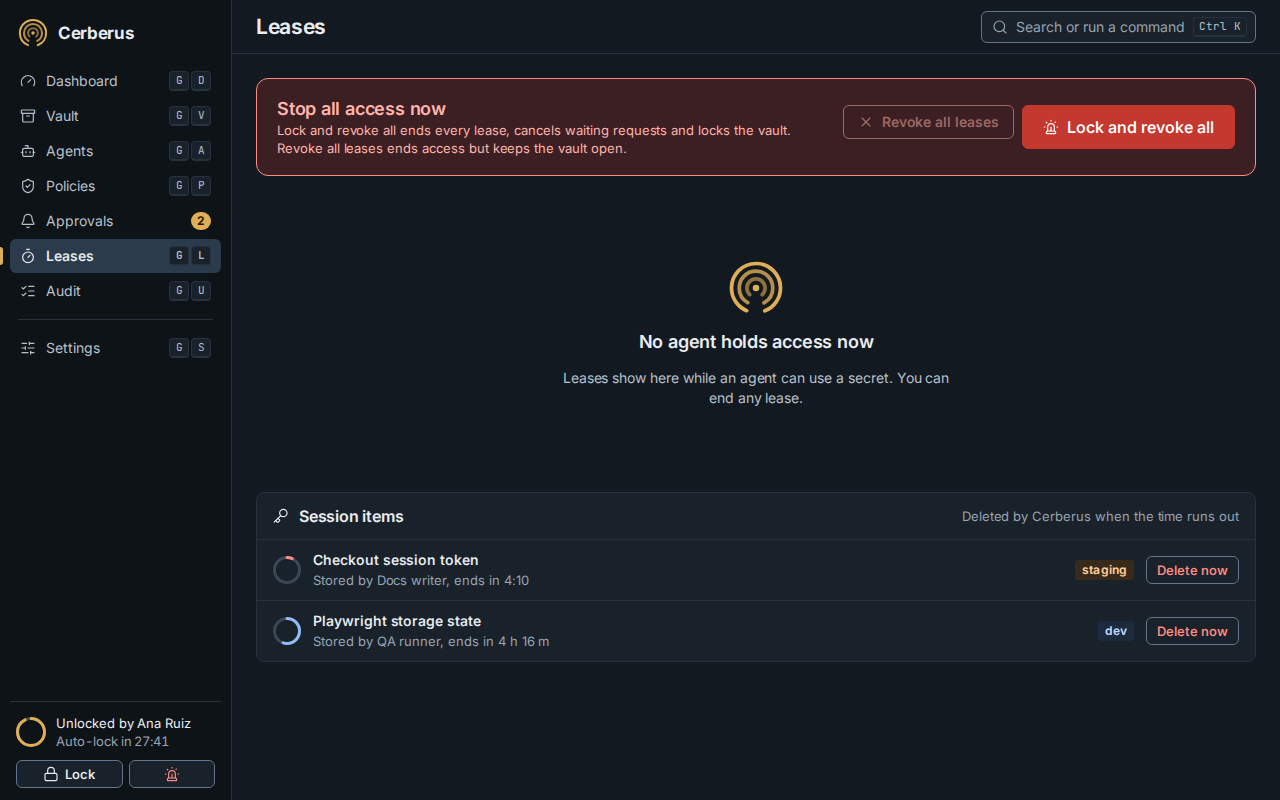 Cerberus
Dashboard G D
Vault G V
Agents G A
Policies G P
Approvals 2
Leases G L
Audit G U
Settings G S
Unlocked by Ana Ruiz
Auto-lock in 27:41
Lock
Leases
Search or run a command Ctrl K
Stop all access now
Lock and revoke all ends every lease, cancels waiting requests and locks the vault.
Revoke all leases ends access but keeps the vault open.
Revoke all leases
Lock and revoke all
No agent holds access now
Leases show here while an agent can use a secret. You can
end any lease.
Session items
Deleted by Cerberus when the time runs out
Checkout session token
Stored by Docs writer, ends in 4:10
staging
Delete now
Playwright storage state
Stored by QA runner, ends in 4 h 16 m
dev
Delete now